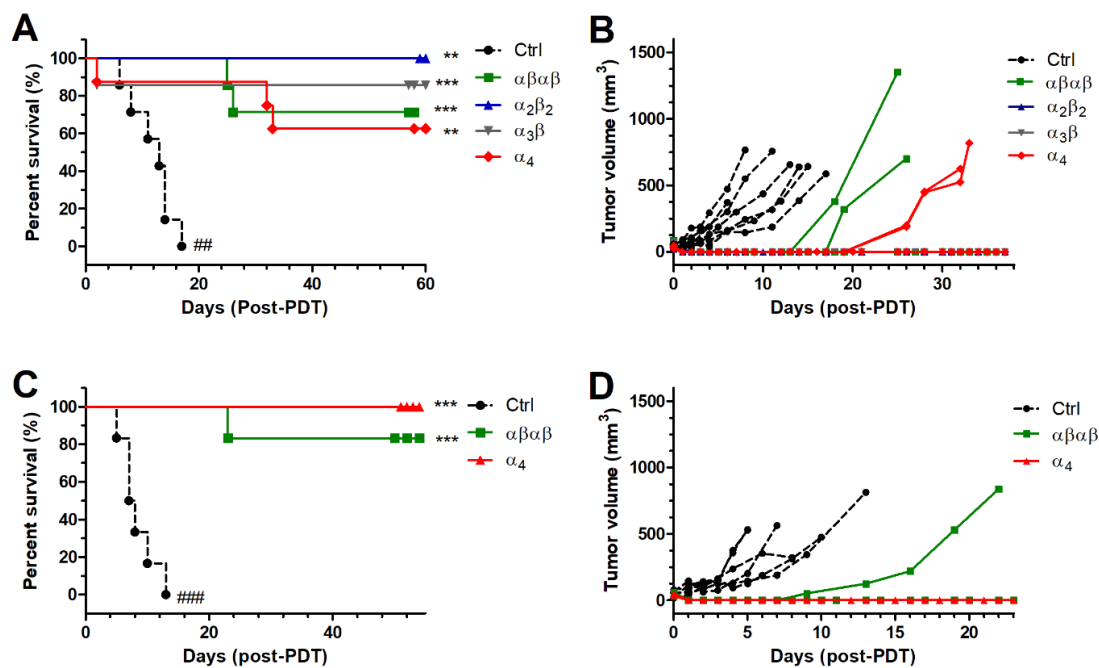 A
Percent survival (%)
100
80
60
40
20
0
0
20
40
60
Days (Post-PDT)
##
**
***
***
**
Ctrl
αβαβ
α₂β₂
α₃β
α₄
B
Tumor volume (mm³)
1500
1000
500
0
0
10
20
30
Days (post-PDT)
Ctrl
αβαβ
α₂β₂
α₃β
α₄
C
Percent survival (%)
100
80
60
40
20
0
0
20
40
Days (post-PDT)
###
***
***
Ctrl
αβαβ
α₄
D
Tumor volume (mm³)
1500
1000
500
0
0
5
10
15
20
Days (post-PDT)
Ctrl
αβαβ
α₄